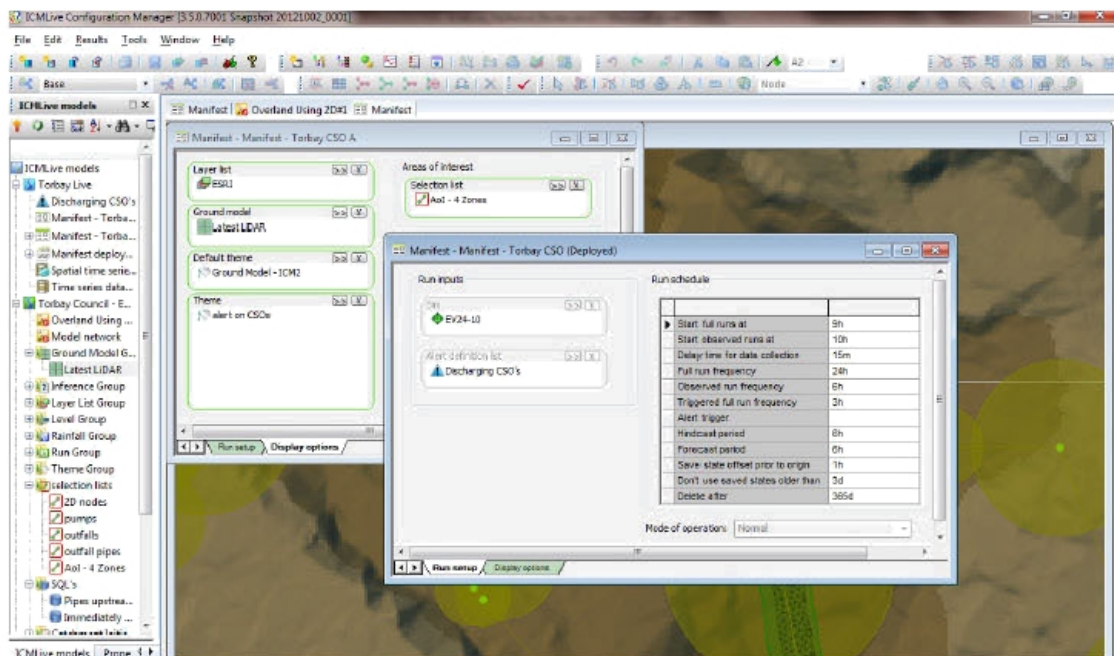 ICMLive Configuration Manager [3.5.0.7001 Snapshot 20121002_0001]
File Edit Results Tools Window Help
A2
Base
Node
ICMLive models
Manifest Overland Using 2D#1 Manifest
ICMLive models
Torbay Live
Discharging CSO's
Manifest - Torba...
Manifest - Torba...
Manifest deploy...
Spatial time serie...
Time series data...
Torbay Council - E...
Overland Using ...
Model network
Ground Model G...
Latest LiDAR
Inference Group
Layer List Group
Level Group
Rainfall Group
Run Group
Theme Group
selection lists
2D nodes
pumps
outfalls
outfall pipes
AoI - 4 Zones
SQL's
Pipes upstrea...
Immediately ...
ICMLive models Prope
Manifest - Manifest - Torbay CSO A
Layer list
ESRI
Ground model
Latest LiDAR
Default theme
Ground Model - ICM2
Theme
alert on CSOs
Areas of interest
Selection list
AoI - 4 Zones
Run setup Display options
Manifest - Manifest - Torbay CSO (Deployed)
Run inputs
Sim
EV24-10
Alert definition list
Discharging CSO's
Run schedule
Start full runs at 9h
Start observed runs at 10h
Delay time for data collection 15m
Full run frequency 24h
Observed run frequency 6h
Triggered full run frequency 3h
Alert trigger
Hindcast period 6h
Forecast period 6h
Save state offset prior to origin 1h
Don't use saved states older than 3d
Delete after 365d
Mode of operation: Normal
Run setup Display options